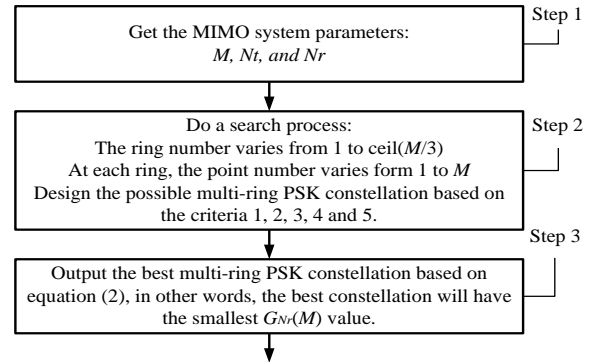 Step 1
Get the MIMO system parameters:
M, Nt, and Nr
Step 2
Do a search process:
The ring number varies from 1 to ceil(M/3)
At each ring, the point number varies form 1 to M
Design the possible multi-ring PSK constellation based on
the criteria 1, 2, 3, 4 and 5.
Step 3
Output the best multi-ring PSK constellation based on
equation (2), in other words, the best constellation will have
the smallest GNr(M) value.